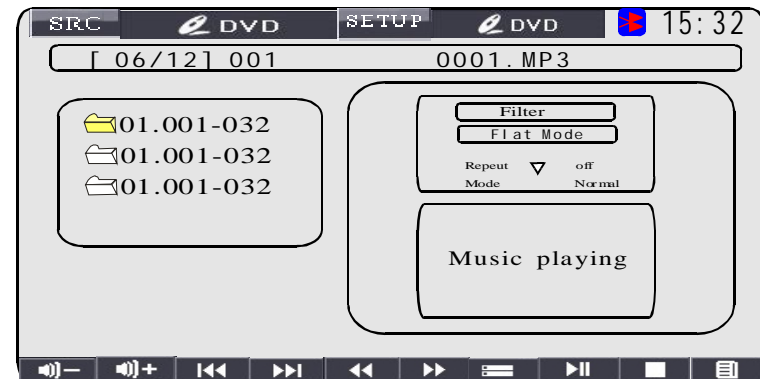 SRC DVD SETUP DVD 15:32
[ 06/12] 001 0001.MP3
01.001-032
01.001-032
01.001-032
Filter
Flat Mode
Repeut off
Mode Normal
Music playing